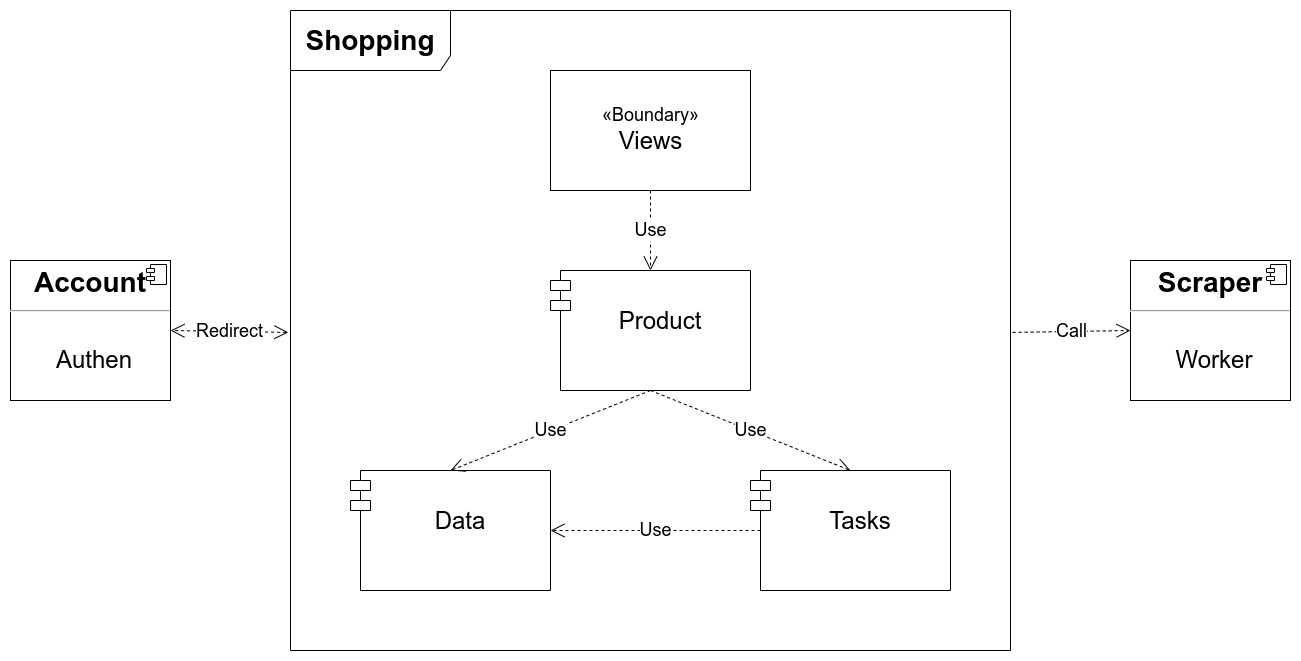 Shopping
«Boundary»
Views
Use
Account
Authen
Redirect
Product
Call
Scraper
Worker
Use
Use
Data
Use
Tasks